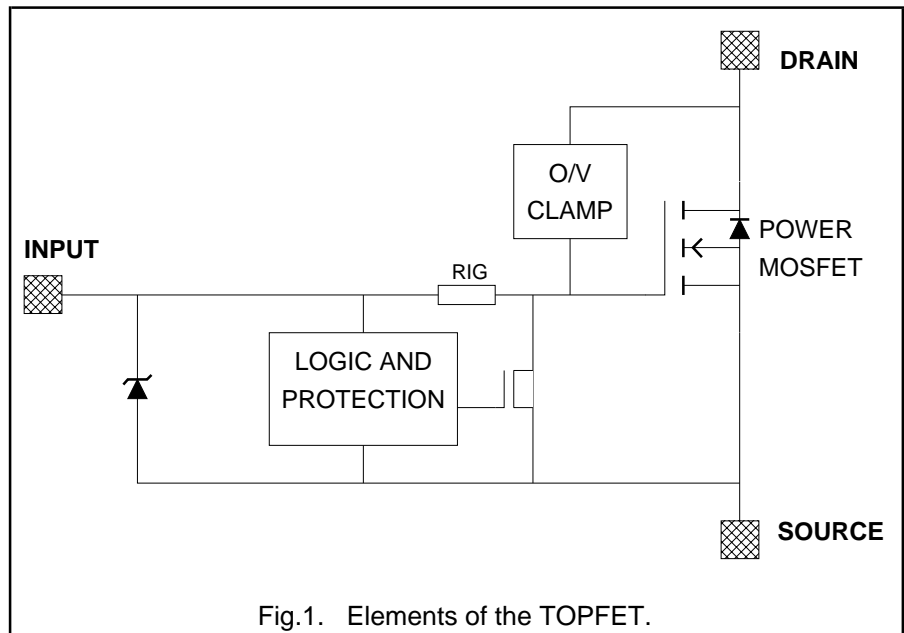 DRAIN
O/V
CLAMP
POWER
MOSFET
INPUT
RIG
LOGIC AND
PROTECTION
SOURCE
Fig.1. Elements of the TOPFET.